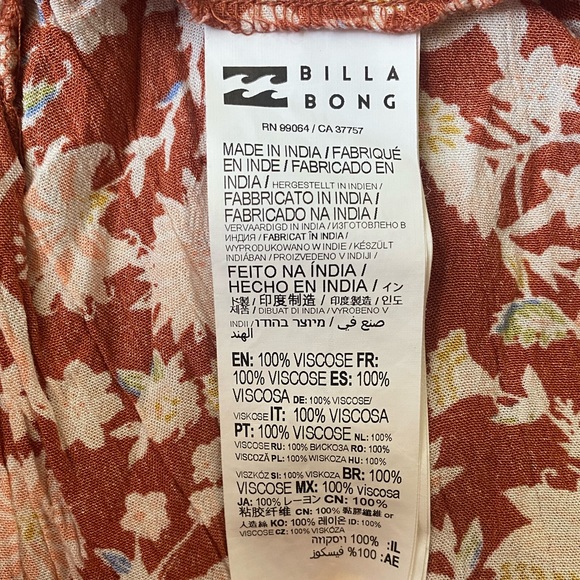 BILLA
BONG
RN 99064 / CA 37757
MADE IN INDIA / FABRIQUÉ
EN INDE / FABRICADO EN
INDIA / HERGESTELLT IN INDIEN /
FABBRICATO IN INDIA /
FABRICADO NA INDIA /
VERVAARDIGD IN INDIA / ИЗГОТОВЛЕНО В
ИНДИЯ / FABRICAT ÎN INDIA /
WYPRODUKOWANO W INDIE / KÉSZÜLT
INDIÁBAN / PROIZVEDENO V INDIJI /
FEITO NA ÍNDIA /
HECHO EN INDIA / イン
ド製 / 印度制造 / 印度製造 / 인도
제품 / DIBUAT DI INDIA / VYROBENO V
INDII / מיוצר בהודו / صنع في
الهند
EN: 100% VISCOSE FR:
100% VISCOSE ES: 100%
VISCOSA DE: 100% VISCOSE/
VISKOSE IT: 100% VISCOSA
PT: 100% VISCOSE NL: 100%
VISCOSE RU: 100% ВИСКОЗА RO: 100%
VISCOZĂ PL: 100% WISKOZA HU: 100%
VISZKÓZ SI: 100% VISKOZA BR: 100%
VISCOSE MX: 100% viscosa
JA: 100% レーヨン CN: 100%
粘胶纤维 CN: 100% 黏膠纖維 or
人造絲 KO: 100% 레이온 ID: 100%
VISCOSE CZ: 100% VISKÓZA
IL: 100% ויסקוזה
AE: 100% فيسكوز